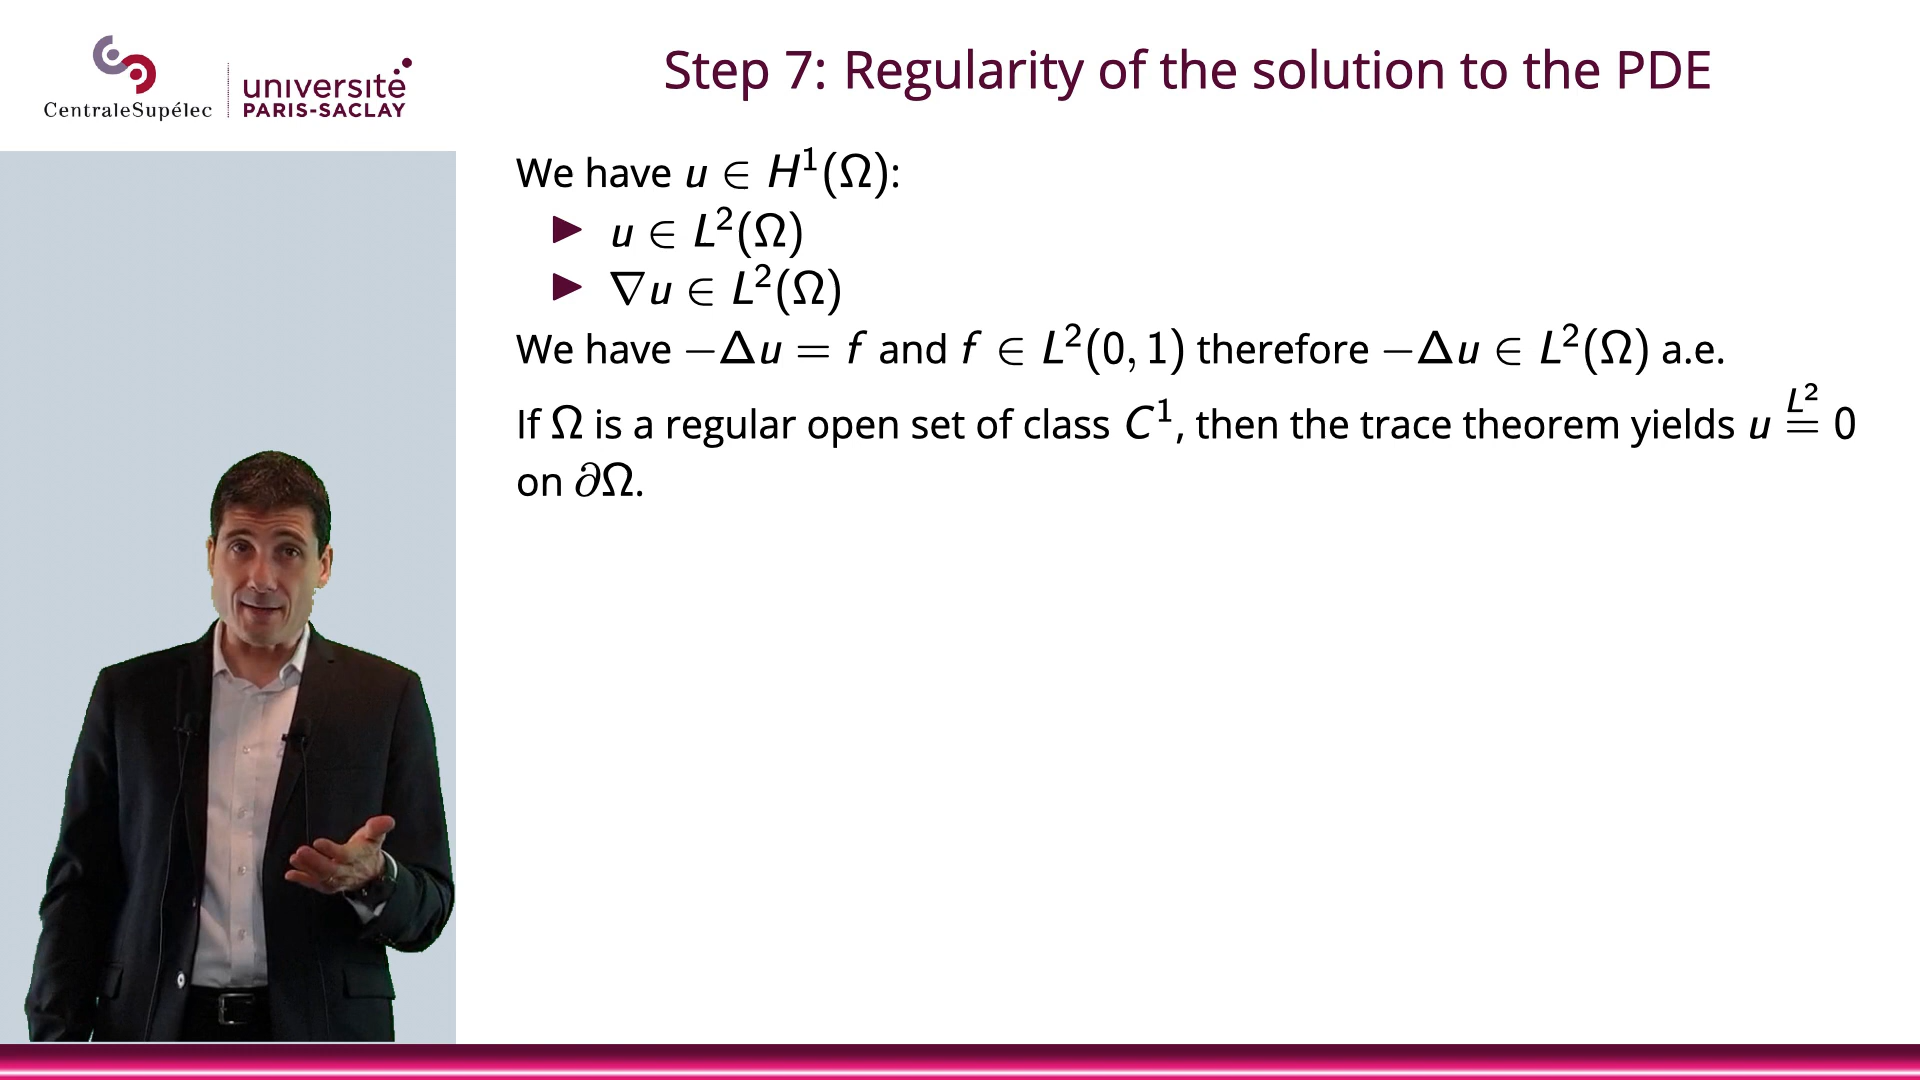 CentraleSupélec
université
PARIS-SACLAY
Step 7: Regularity of the solution to the PDE
We have u ∈ H¹(Ω):
▶ u ∈ L²(Ω)
▶ ∇u ∈ L²(Ω)
We have −Δu = f and f ∈ L²(0, 1) therefore −Δu ∈ L²(Ω) a.e.
If Ω is a regular open set of class C¹, then the trace theorem yields u =^{L²} 0
on ∂Ω.